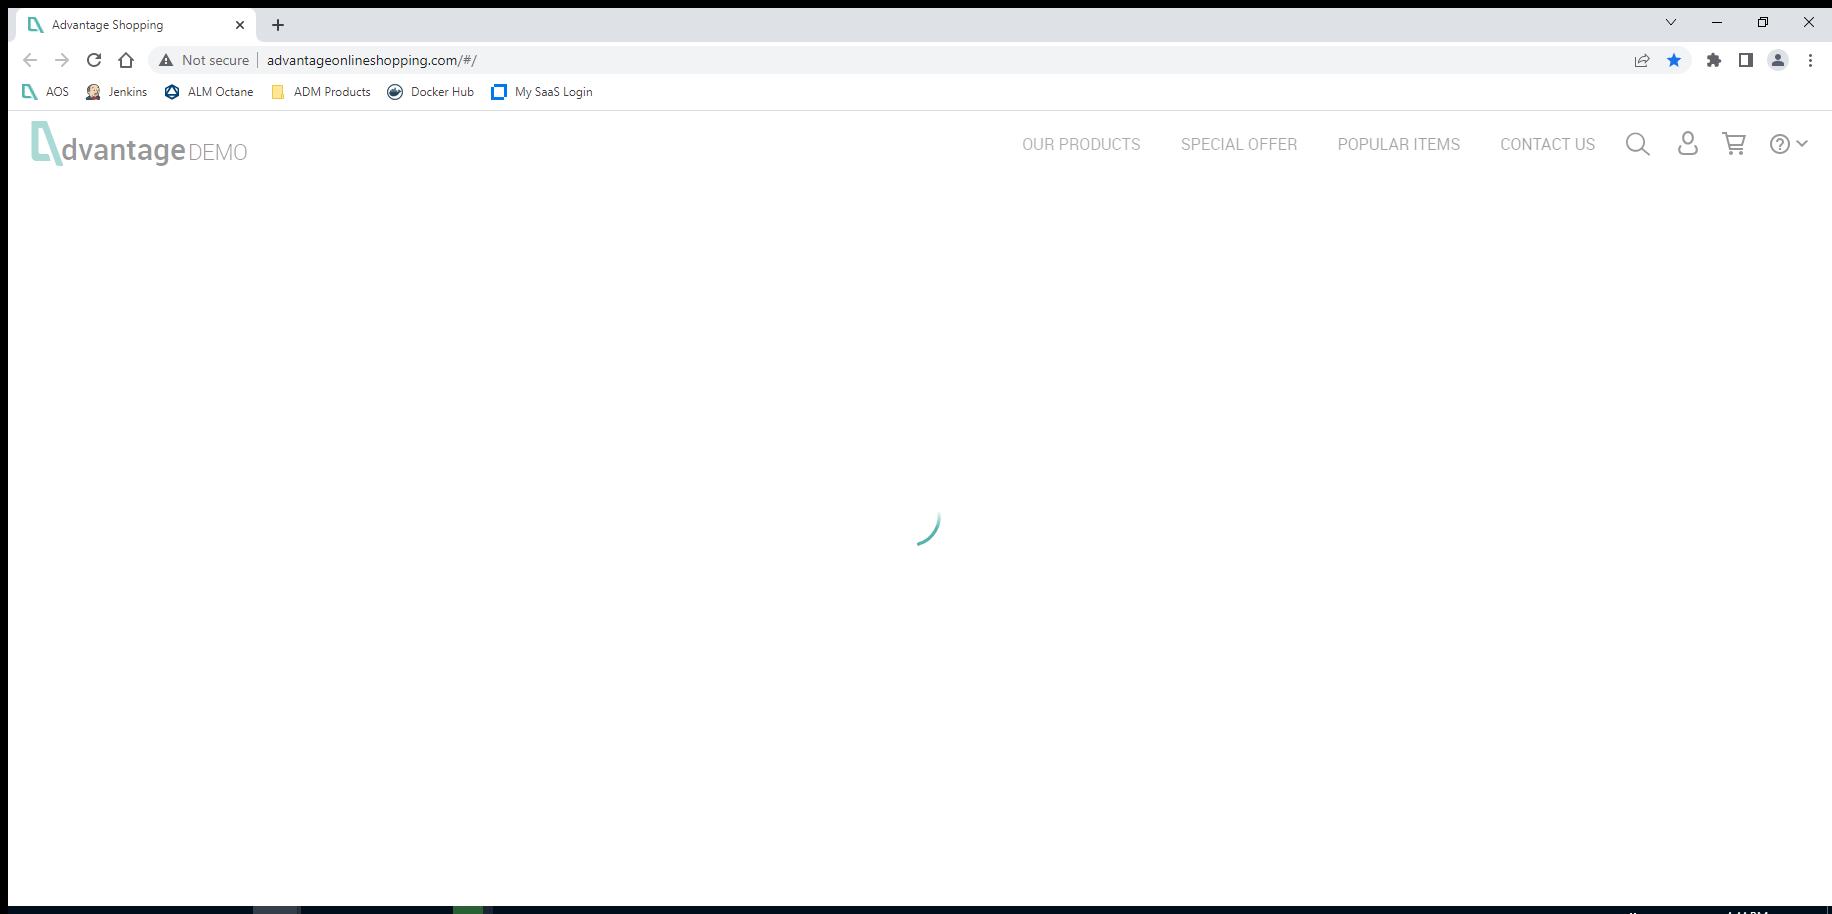 Advantage Shopping
Not secure advantageonlineshopping.com/#/
AOS Jenkins ALM Octane ADM Products Docker Hub My SaaS Login
dvantage DEMO OUR PRODUCTS SPECIAL OFFER POPULAR ITEMS CONTACT US